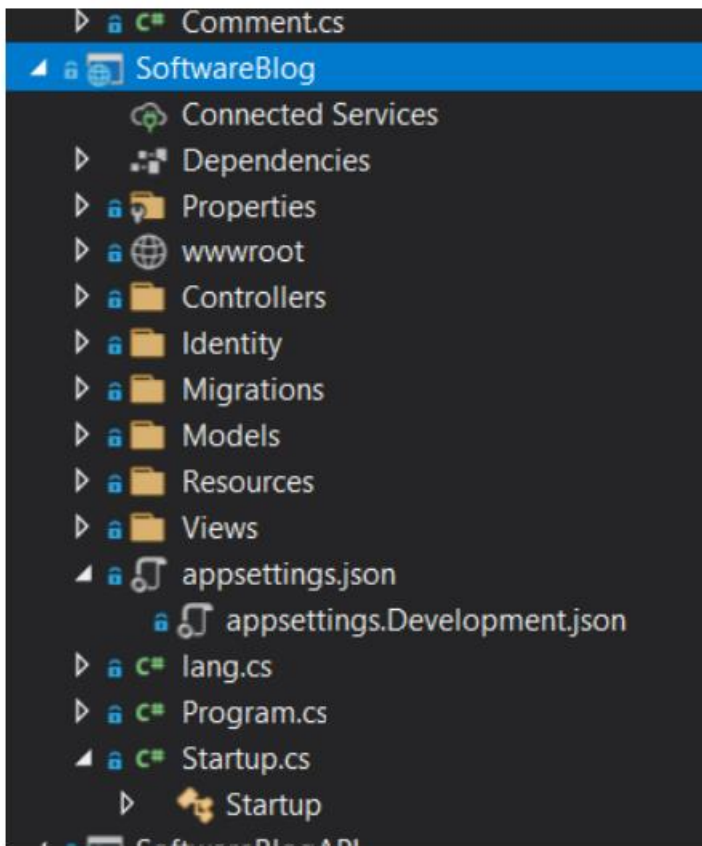 C# Comment.cs
SoftwareBlog
Connected Services
Dependencies
Properties
wwwroot
Controllers
Identity
Migrations
Models
Resources
Views
appsettings.json
appsettings.Development.json
C# lang.cs
C# Program.cs
C# Startup.cs
Startup
SoftwareBlogAPI